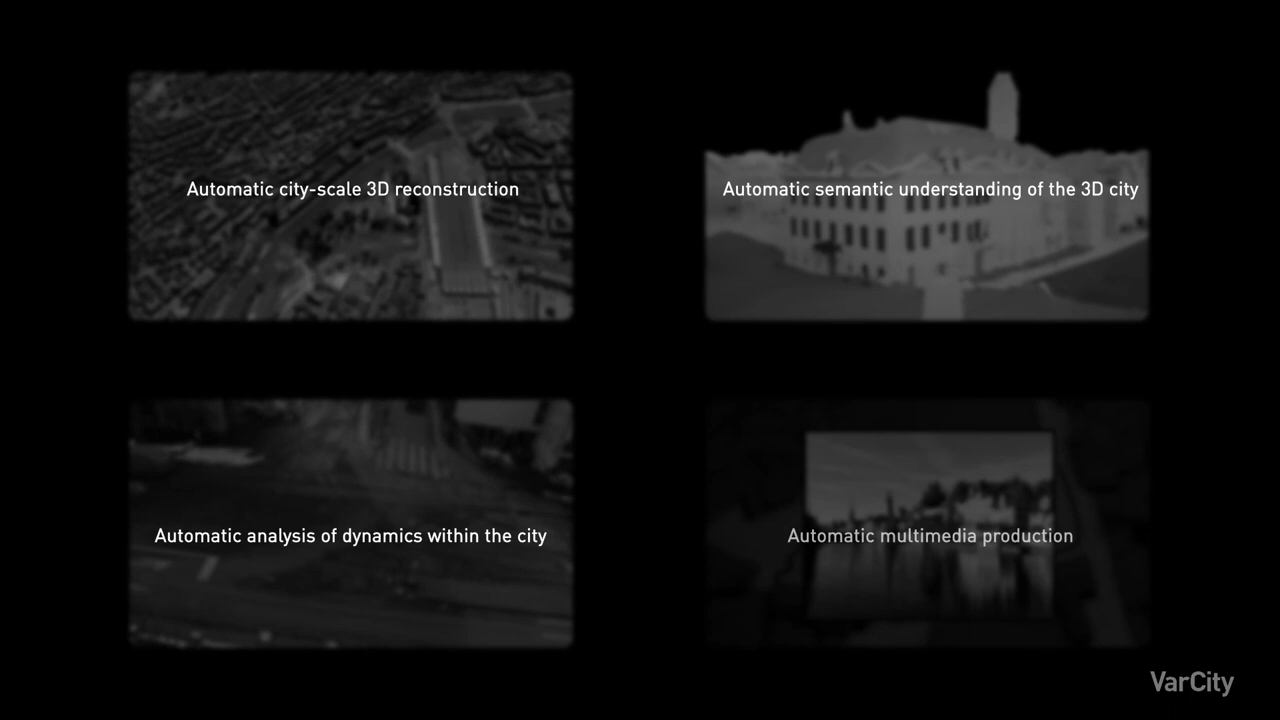 Automatic city-scale 3D reconstruction
Automatic semantic understanding of the 3D city
Automatic analysis of dynamics within the city
Automatic multimedia production
VarCity